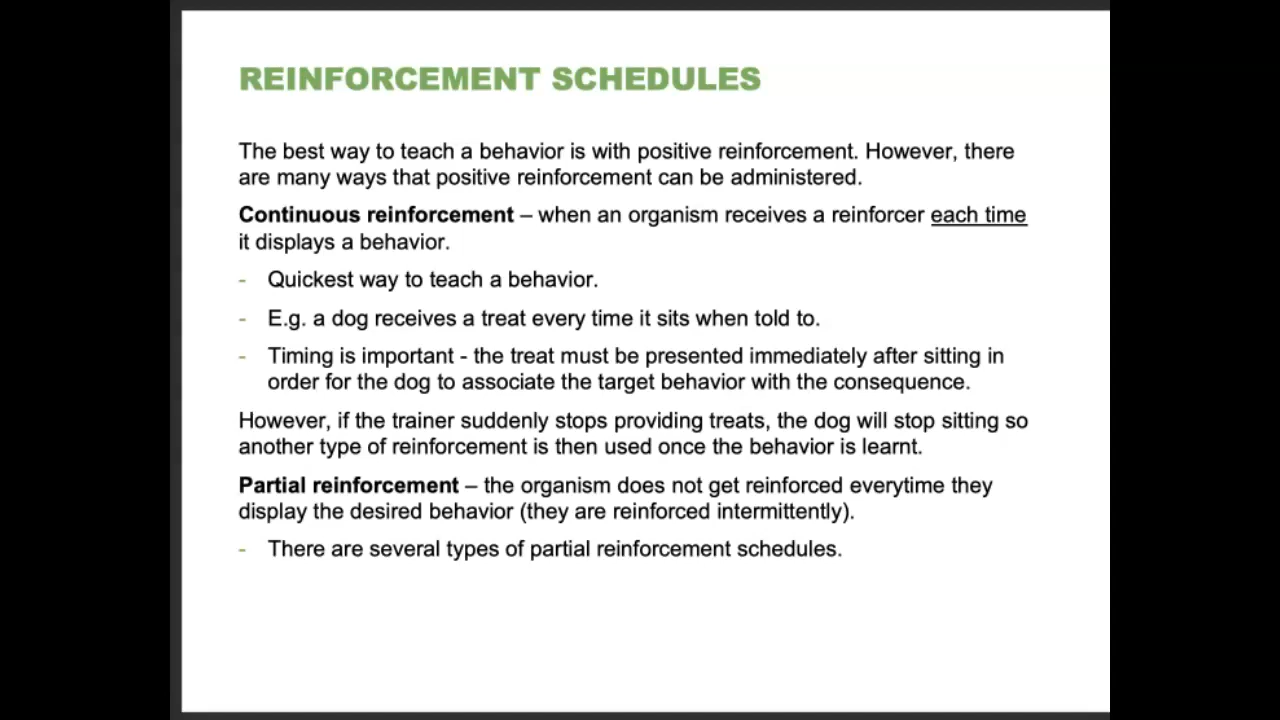 REINFORCEMENT SCHEDULES
The best way to teach a behavior is with positive reinforcement. However, there
are many ways that positive reinforcement can be administered.
Continuous reinforcement – when an organism receives a reinforcer each time
it displays a behavior.
- Quickest way to teach a behavior.
- E.g. a dog receives a treat every time it sits when told to.
- Timing is important - the treat must be presented immediately after sitting in
order for the dog to associate the target behavior with the consequence.
However, if the trainer suddenly stops providing treats, the dog will stop sitting so
another type of reinforcement is then used once the behavior is learnt.
Partial reinforcement – the organism does not get reinforced everytime they
display the desired behavior (they are reinforced intermittently).
- There are several types of partial reinforcement schedules.